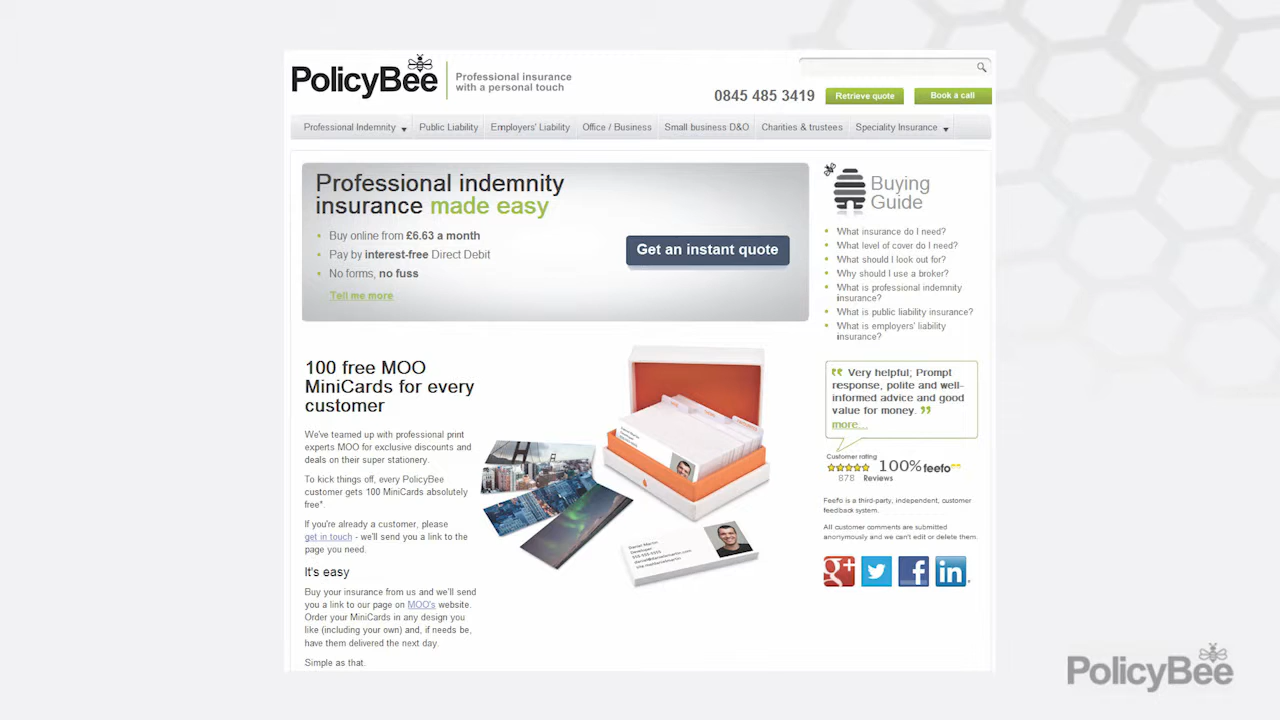 PolicyBee
Professional insurance
with a personal touch
0845 485 3419
Retrieve quote
Book a call
Professional Indemnity
Public Liability
Employers' Liability
Office / Business
Small business D&O
Charities & trustees
Speciality Insurance
Professional indemnity
insurance made easy
Buy online from £6.63 a month
Pay by interest-free Direct Debit
No forms, no fuss
Tell me more
Get an instant quote
Buying
Guide
What insurance do I need?
What level of cover do I need?
What should I look out for?
Why should I use a broker?
What is professional indemnity
insurance?
What is public liability insurance?
What is employers' liability
insurance?
100 free MOO
MiniCards for every
customer
We've teamed up with professional print
experts MOO for exclusive discounts and
deals on their super stationery.
To kick things off, every PolicyBee
customer gets 100 MiniCards absolutely
free*.
If you're already a customer, please
get in touch - we'll send you a link to the
page you need.
It's easy
Buy your insurance from us and we'll send
you a link to our page on MOO's website.
Order your MiniCards in any design you
like (including your own) and, if needs be,
have them delivered the next day.
Simple as that.
Daniel Martin
Developer
Very helpful; Prompt
response, polite and well-
informed advice and good
value for money.
more...
Customer rating
100% feefo
878 Reviews
Feefo is a third-party, independent, customer
feedback system.
All customer comments are submitted
anonymously and we can't edit or delete them.
g+
f
in
PolicyBee